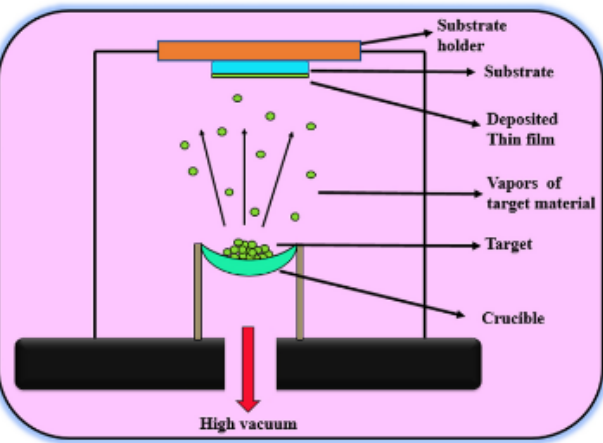 Substrate
holder
Substrate
Deposited
Thin film
Vapors of
target material
Target
Crucible
High vacuum